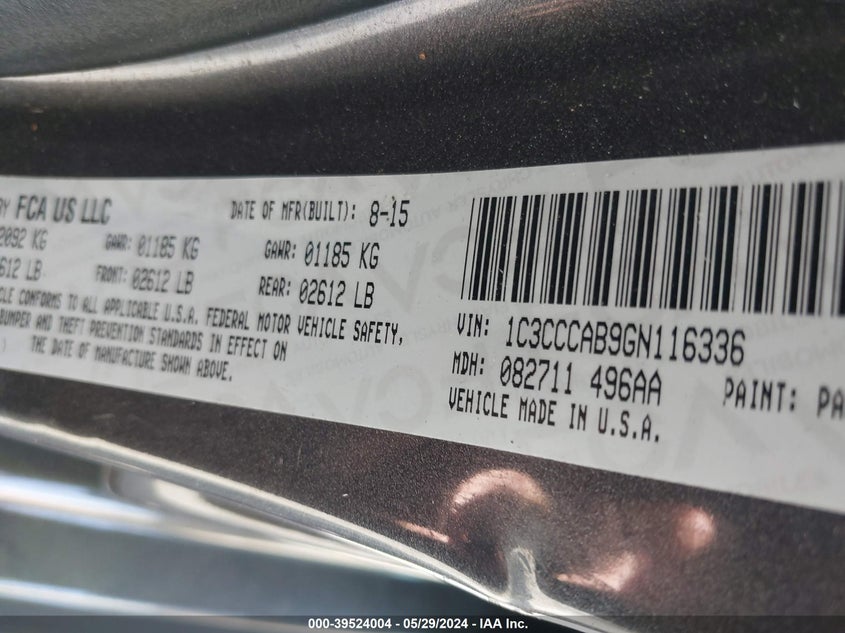 BY FCA US LLC DATE OF MFR(BUILT): 8-15
2092 KG GAWR: 01185 KG GAWR: 01185 KG
612 LB FRONT: 02612 LB REAR: 02612 LB
CLE CONFORMS TO ALL APPLICABLE U.S.A. FEDERAL MOTOR VEHICLE SAFETY,
BUMPER AND THEFT PREVENTION STANDARDS IN EFFECT ON
THE DATE OF MANUFACTURE SHOWN ABOVE.
VIN: 1C3CCCAB9GN116336
MDH: 082711 496AA PAINT: PA
VEHICLE MADE IN U.S.A.
000-39524004 - 05/29/2024 - IAA Inc.